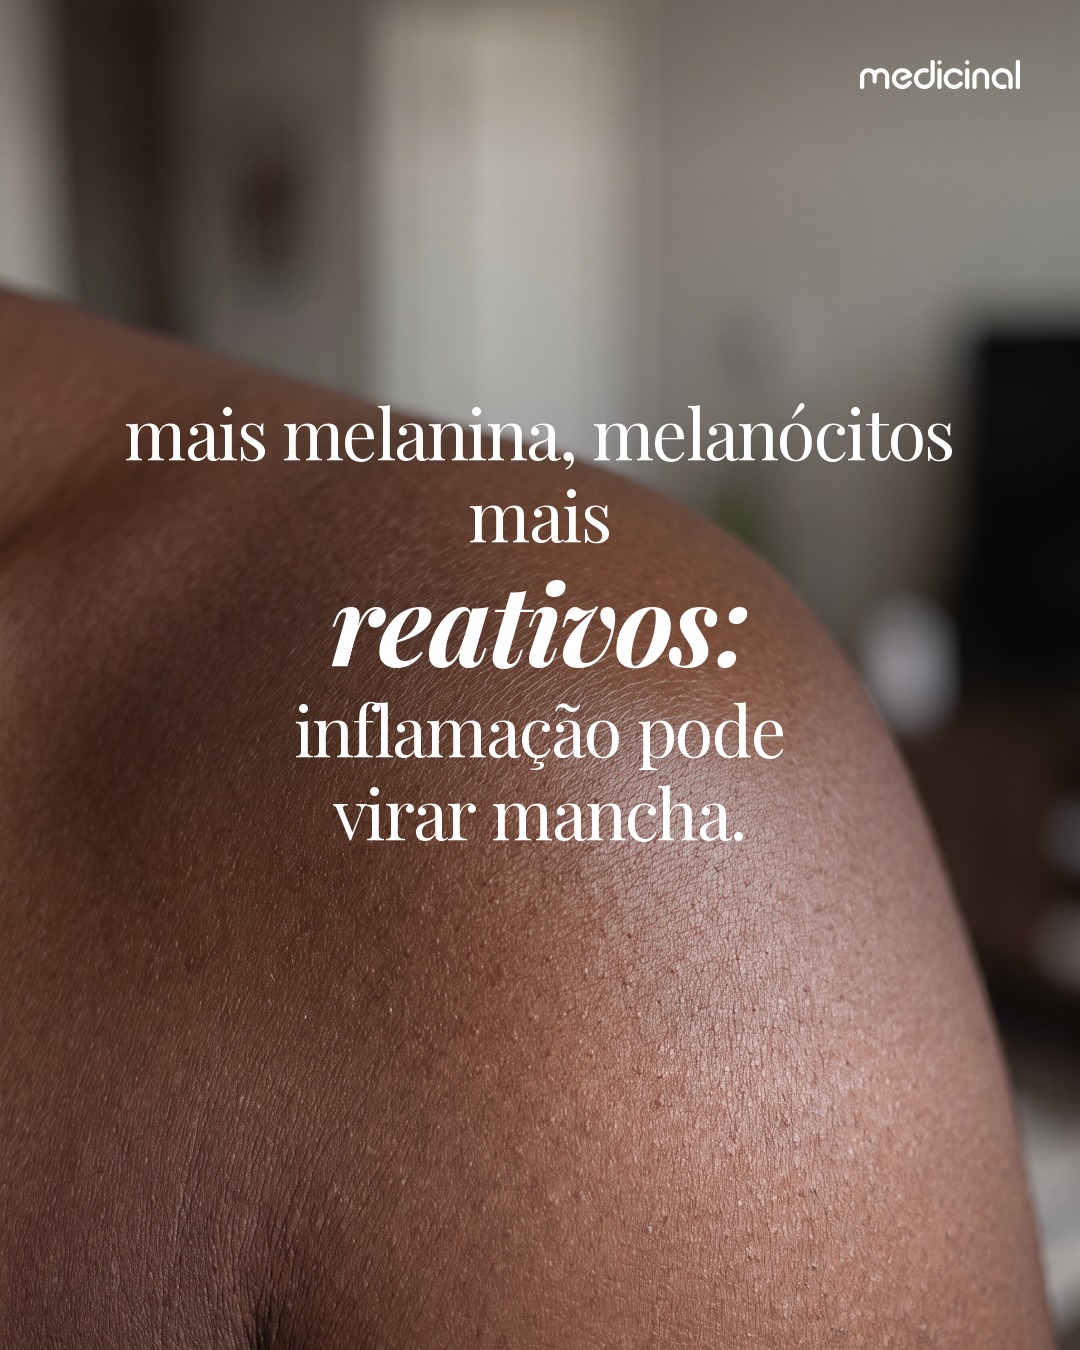 medicinal
mais melanina, melanócitos
mais
reativos:
inflamação pode
virar mancha.